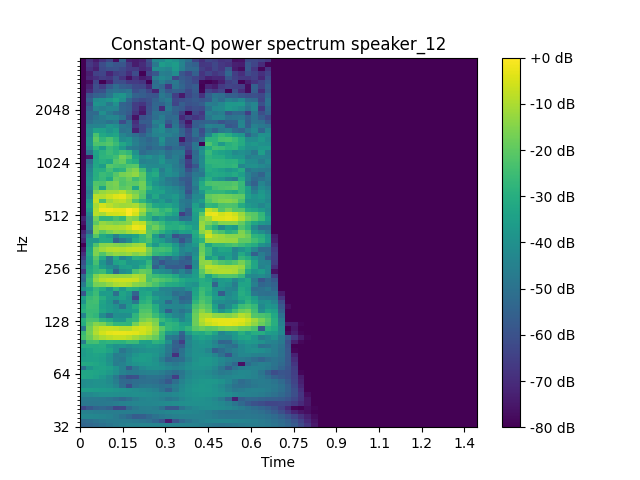 Constant-Q power spectrum speaker_12
Hz
2048
1024
512
256
128
64
32
0 0.15 0.3 0.45 0.6 0.75 0.9 1.1 1.2 1.4
Time
+0 dB
-10 dB
-20 dB
-30 dB
-40 dB
-50 dB
-60 dB
-70 dB
-80 dB